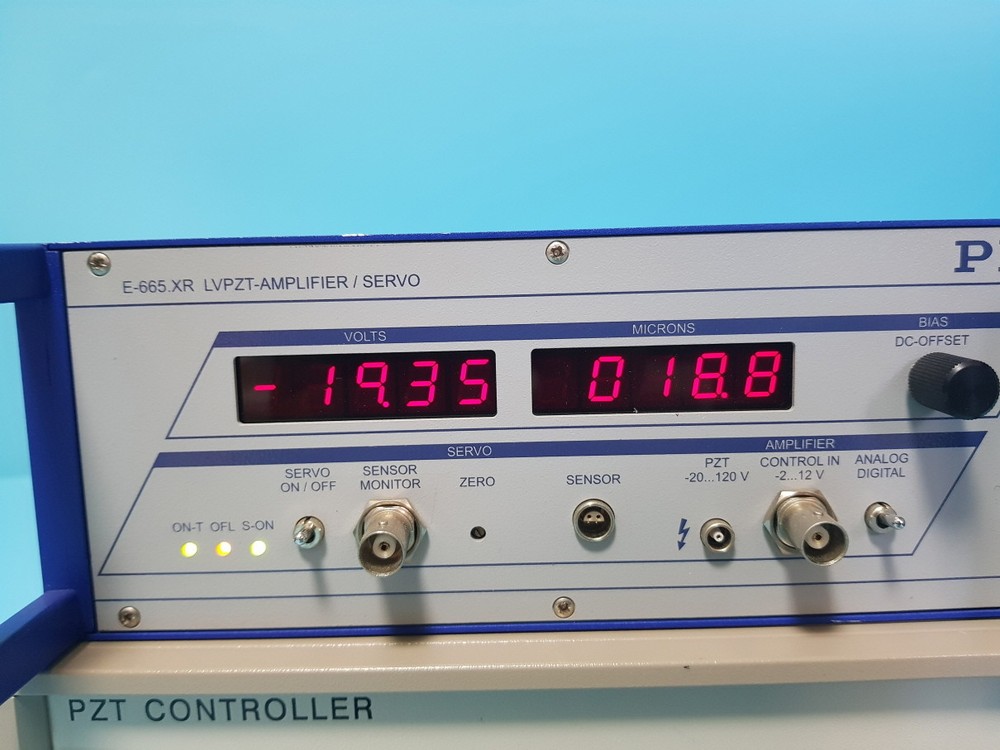 E-665.XR LVPZT-AMPLIFIER / SERVO
VOLTS
MICRONS
BIAS
DC-OFFSET
-19.35
018.8
SERVO
AMPLIFIER
SERVO
ON / OFF
SENSOR
MONITOR
ZERO
SENSOR
PZT
-20...120 V
CONTROL IN
-2...12 V
ANALOG
DIGITAL
ON-T OFL S-ON
PZT CONTROLLER